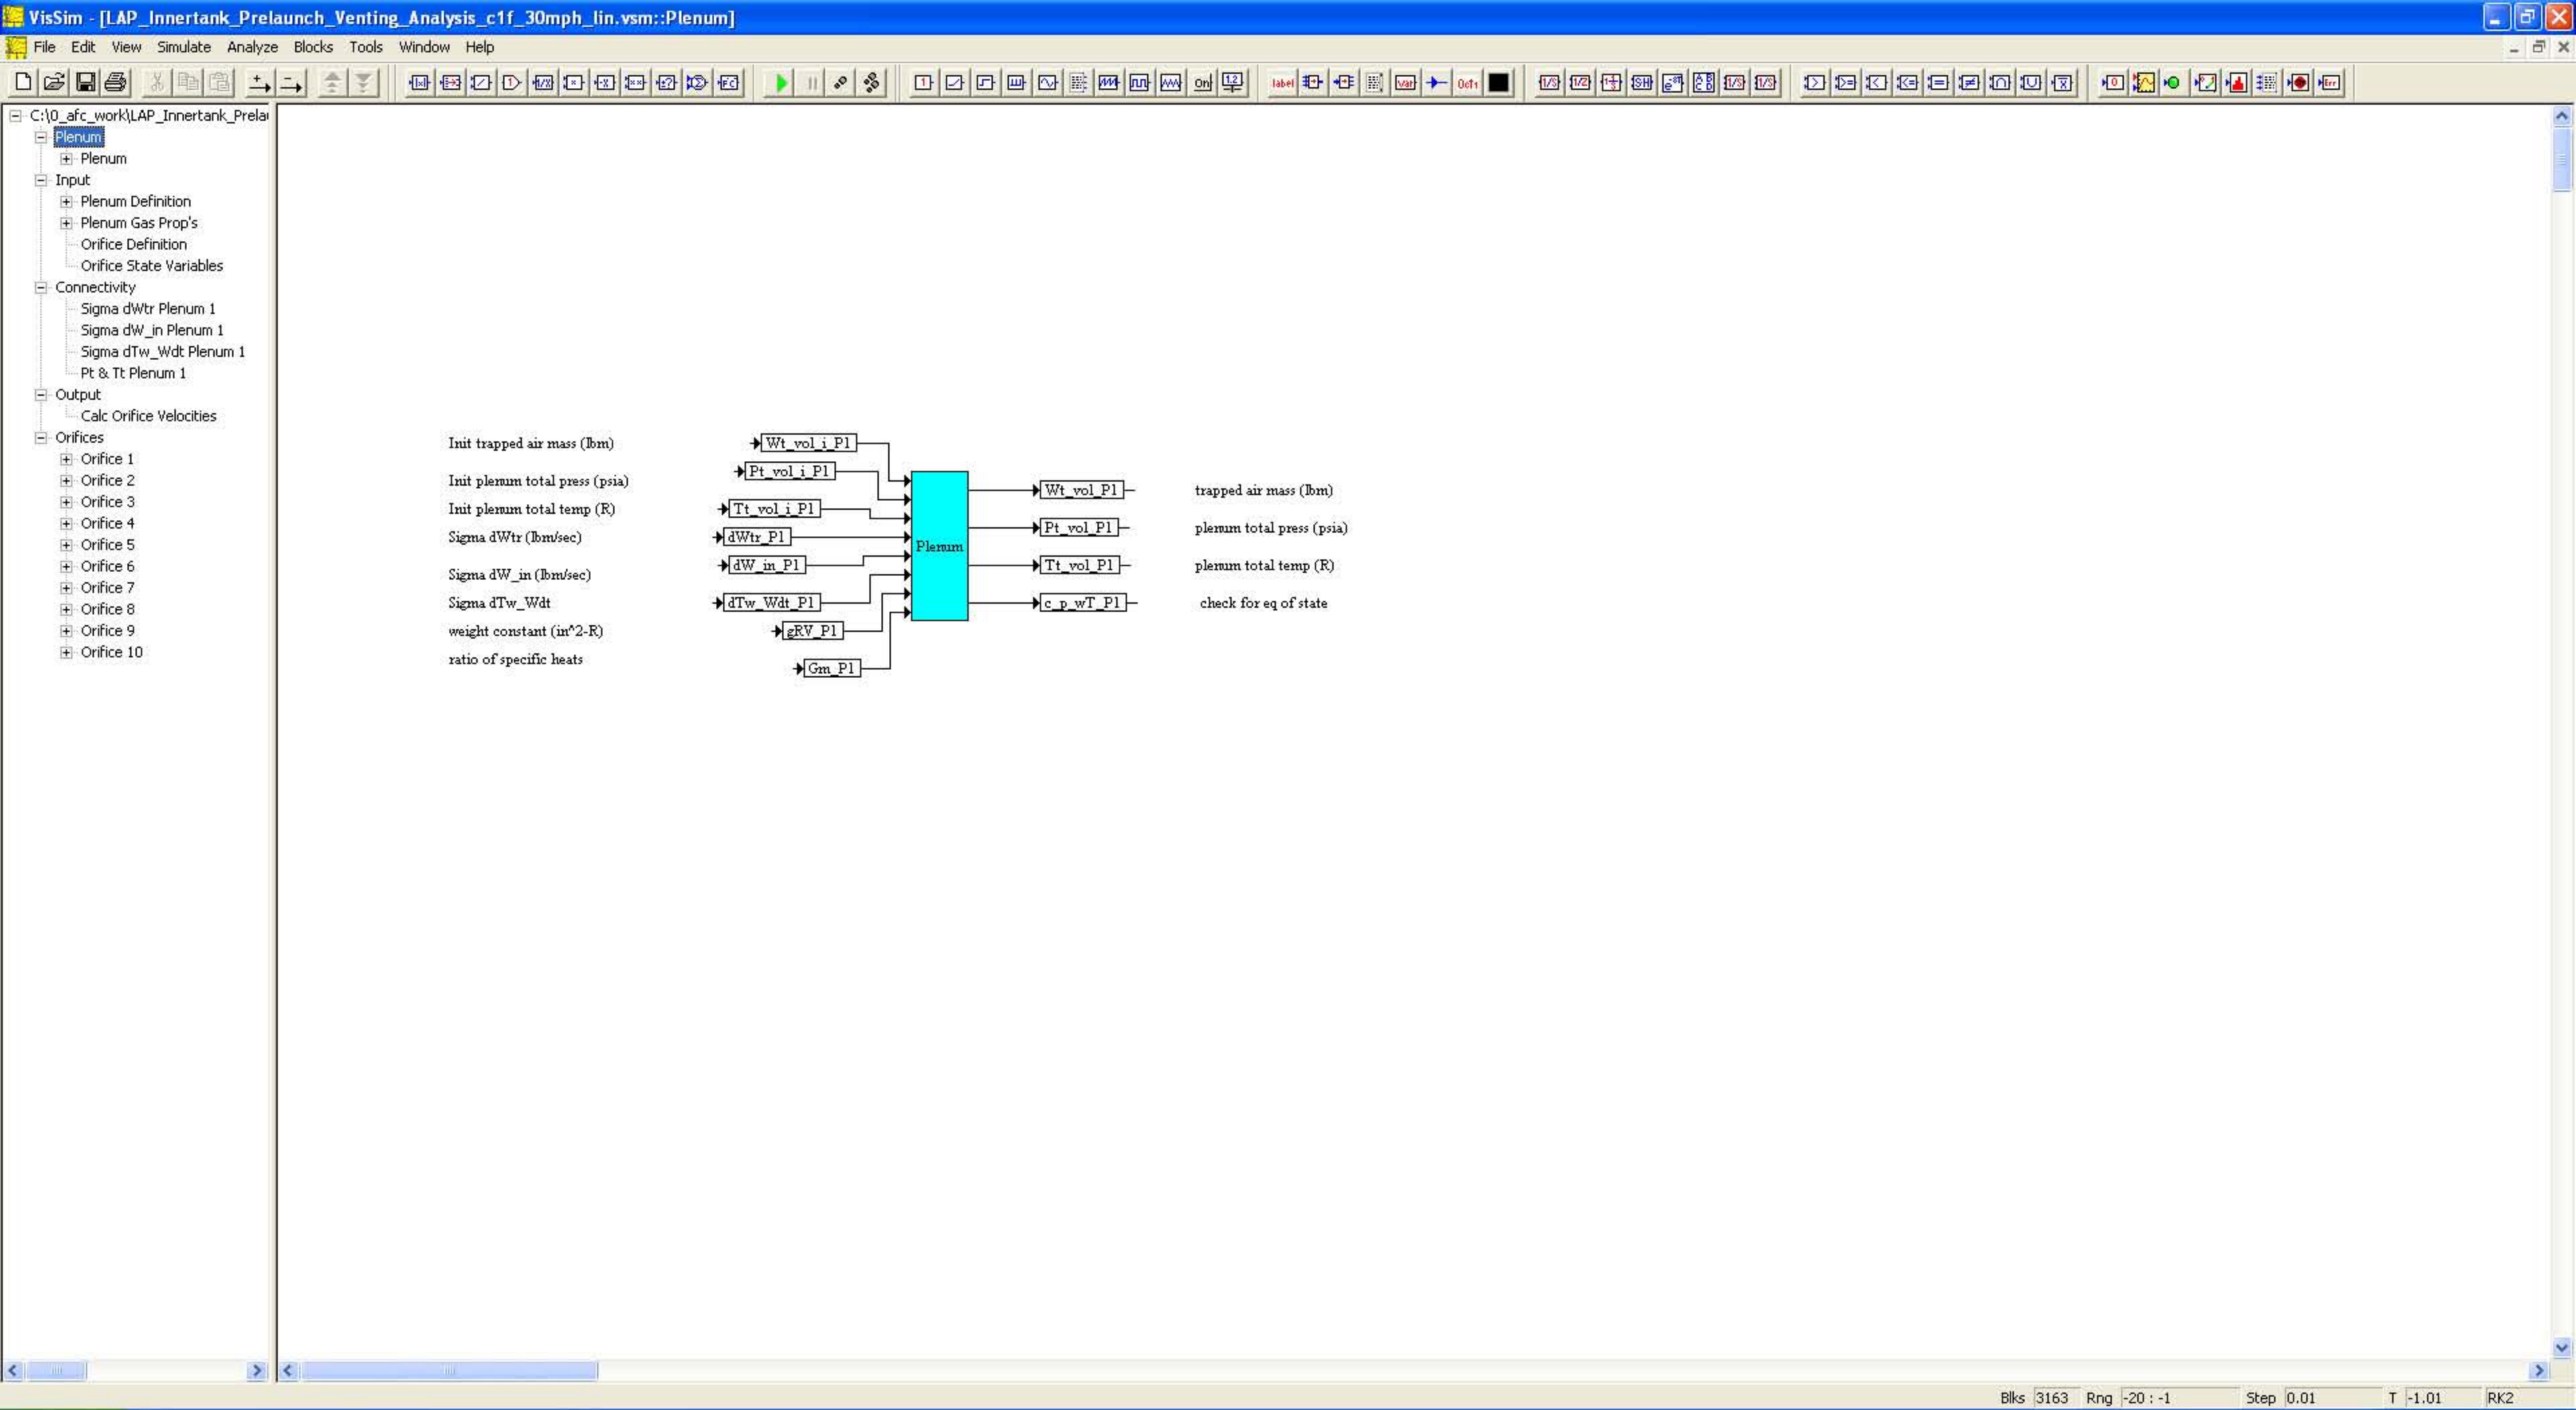 VisSim - [LAP_Innertank_Prelaunch_Venting_Analysis_c1f_30mph_lin.vsm::Plenum]
File Edit View Simulate Analyze Blocks Tools Window Help
C:\0_afc_work\LAP_Innertank_Prela
Plenum
Plenum
Input
Plenum Definition
Plenum Gas Prop's
Orifice Definition
Orifice State Variables
Connectivity
Sigma dWtr Plenum 1
Sigma dW_in Plenum 1
Sigma dTw_Wdt Plenum 1
Pt & Tt Plenum 1
Output
Calc Orifice Velocities
Orifices
Orifice 1
Orifice 2
Orifice 3
Orifice 4
Orifice 5
Orifice 6
Orifice 7
Orifice 8
Orifice 9
Orifice 10
Init trapped air mass (lbm) Wt_vol_i_P1
Init plenum total press (psia) Pt_vol_i_P1
Init plenum total temp (R) Tt_vol_i_P1
Sigma dWtr (lbm/sec) dWtr_P1
Sigma dW_in (lbm/sec) dW_in_P1
Sigma dTw_Wdt dTw_Wdt_P1
weight constant (in^2-R) gRV_P1
ratio of specific heats Gm_P1
Plenum
Wt_vol_P1 trapped air mass (lbm)
Pt_vol_P1 plenum total press (psia)
Tt_vol_P1 plenum total temp (R)
c_p_wT_P1 check for eq of state
Blks 3163 Rng -20 : -1 Step 0.01 T -1.01 RK2